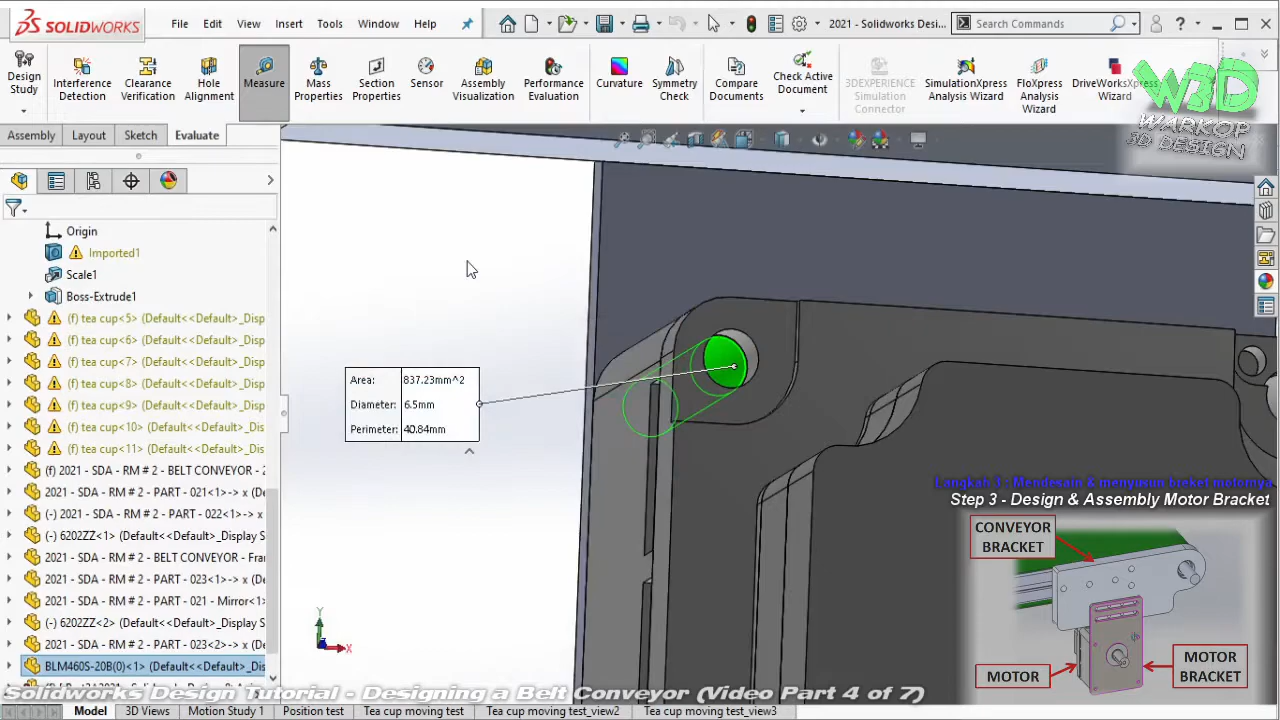 SOLIDWORKS
File Edit View Insert Tools Window Help
2021 - Solidworks Desi...
Search Commands
Design Study
Interference Detection
Clearance Verification
Hole Alignment
Measure
Mass Properties
Section Properties
Sensor
Assembly Visualization
Performance Evaluation
Curvature
Symmetry Check
Compare Documents
Check Active Document
3DEXPERIENCE Simulation Connector
SimulationXpress Analysis Wizard
FloXpress Analysis Wizard
DriveWorksXpress Wizard
W3D
WARKOP
3D DESIGN
Assembly Layout Sketch Evaluate
Origin
Imported1
Scale1
Boss-Extrude1
(f) tea cup<5> (Default<<Default>_Disp
(f) tea cup<6> (Default<<Default>_Disp
(f) tea cup<7> (Default<<Default>_Disp
(f) tea cup<8> (Default<<Default>_Disp
(f) tea cup<9> (Default<<Default>_Disp
(f) tea cup<10> (Default<<Default>_Dis
(f) tea cup<11> (Default<<Default>_Dis
(f) 2021 - SDA - RM # 2 - BELT CONVEYOR - 2
2021 - SDA - RM # 2 - PART - 021<1>-> x (De
(-) 2021 - SDA - RM # 2 - PART - 022<1>-> x
(-) 6202ZZ<1> (Default<<Default>_Display S
2021 - SDA - RM # 2 - BELT CONVEYOR - Fra
2021 - SDA - RM # 2 - PART - 023<1>-> x (De
2021 - SDA - RM # 2 - PART - 021 - Mirror<1>
(-) 6202ZZ<2> (Default<<Default>_Display S
2021 - SDA - RM # 2 - PART - 023<2>-> x (De
BLM460S-20B(0)<1> (Default<<Default>_Dis
Area: 837.23mm^2
Diameter: 6.5mm
Perimeter: 40.84mm
Y
X
Langkah 3 : Mendesain & menyusun breket motornya
Step 3 - Design & Assembly Motor Bracket
CONVEYOR BRACKET
MOTOR
MOTOR BRACKET
Solidworks Design Tutorial - Designing a Belt Conveyor (Video Part 4 of 7)
Model 3D Views Motion Study 1 Position test Tea cup moving test Tea cup moving test_view2 Tea cup moving test_view3